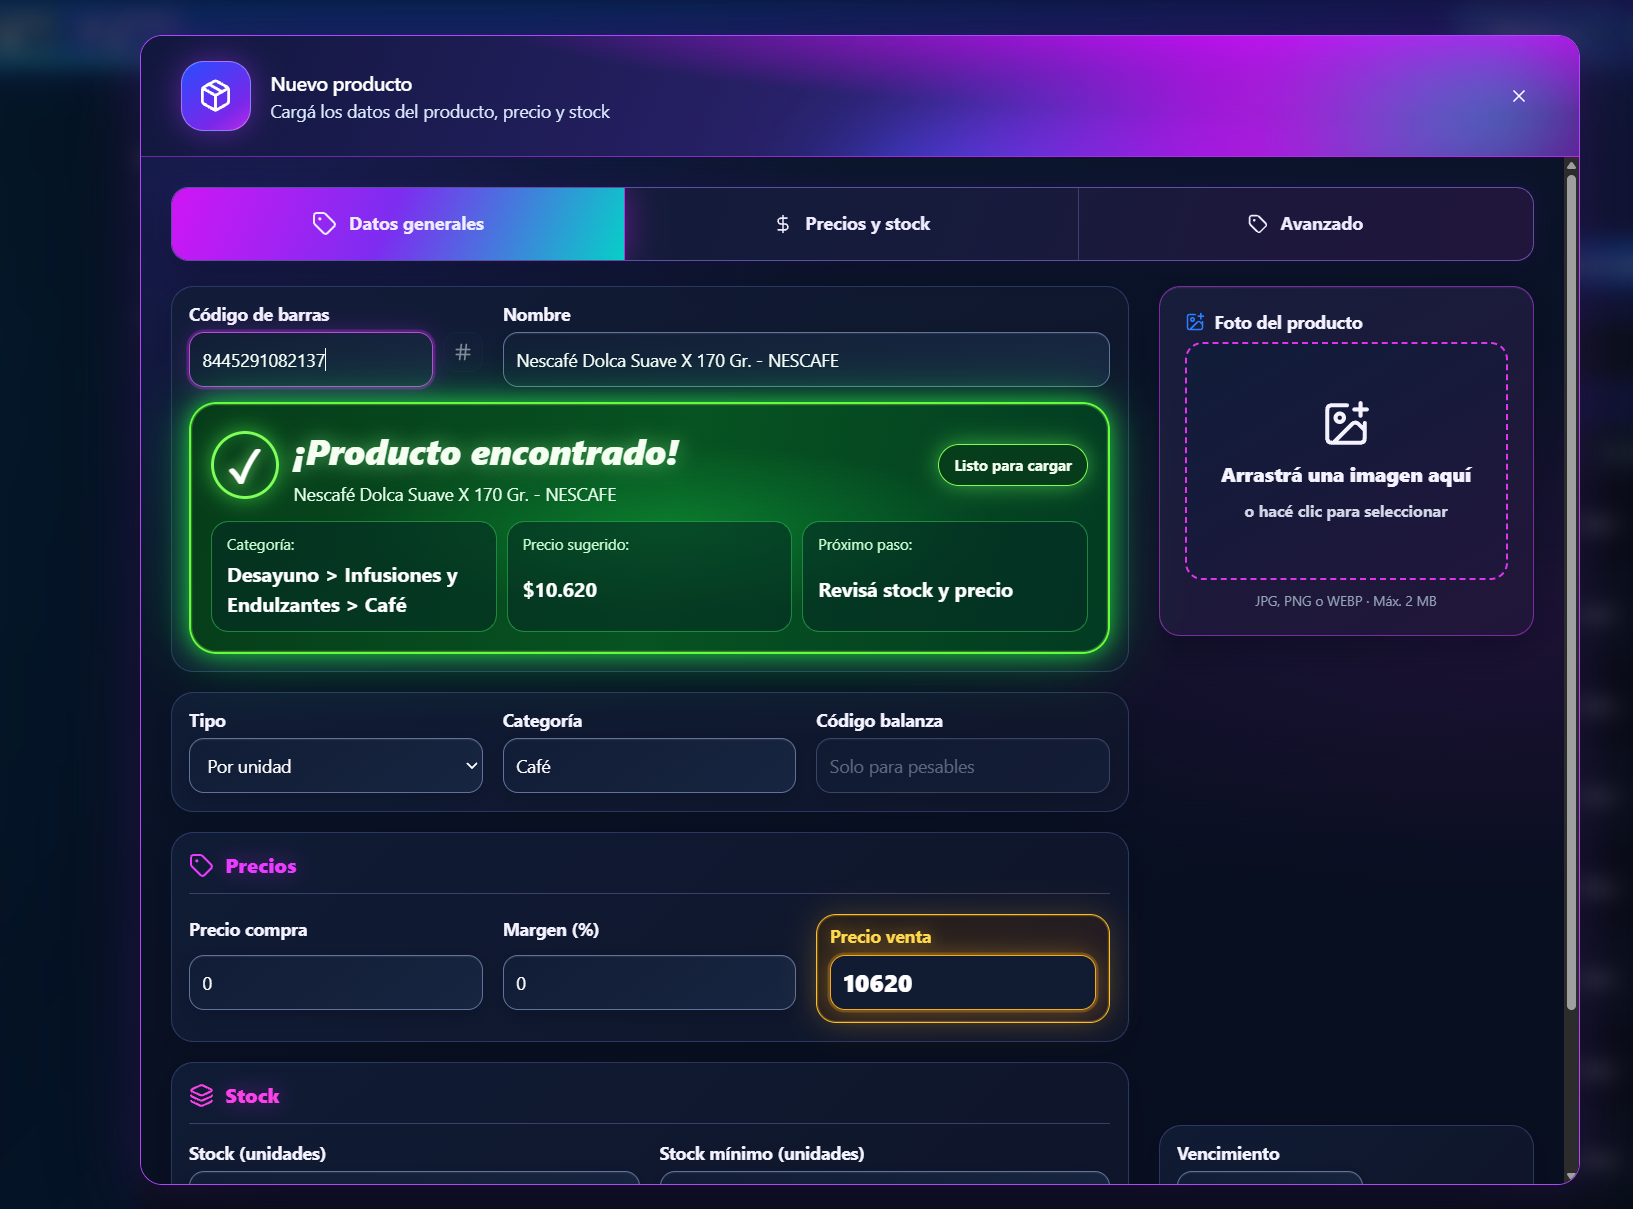 Nuevo producto
Cargá los datos del producto, precio y stock
Datos generales
Precios y stock
Avanzado
Código de barras
Nombre
8445291082137
#
Nescafé Dolca Suave X 170 Gr. - NESCAFE
¡Producto encontrado!
Nescafé Dolca Suave X 170 Gr. - NESCAFE
Listo para cargar
Categoría:
Desayuno > Infusiones y
Endulzantes > Café
Precio sugerido:
$10.620
Próximo paso:
Revisá stock y precio
Foto del producto
Arrastrá una imagen aquí
o hacé clic para seleccionar
JPG, PNG o WEBP · Máx. 2 MB
Tipo
Categoría
Código balanza
Por unidad
Café
Solo para pesables
Precios
Precio compra
Margen (%)
Precio venta
0
0
10620
Stock
Stock (unidades)
Stock mínimo (unidades)
Vencimiento